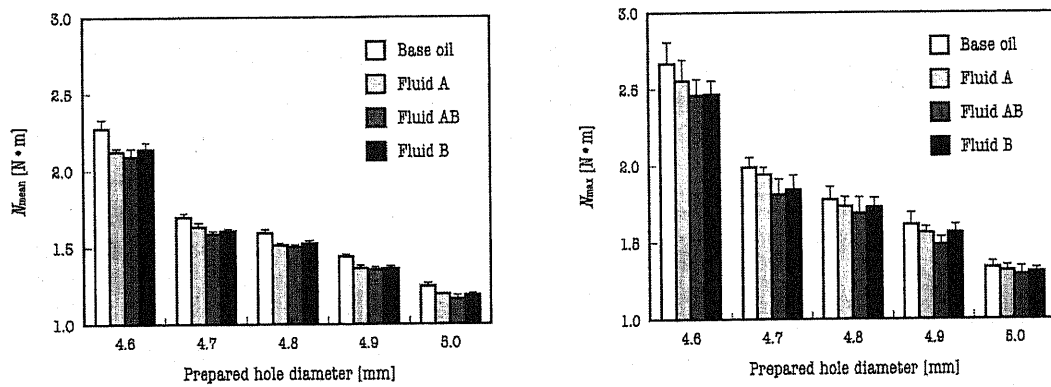 3.0
2.5
2.0
1.5
1.0
N mean [N • m]
Base oil
Fluid A
Fluid AB
Fluid B
4.6 4.7 4.8 4.9 5.0
Prepared hole diameter [mm]
3.0
2.5
2.0
1.5
1.0
N max [N • m]
Base oil
Fluid A
Fluid AB
Fluid B
4.6 4.7 4.8 4.9 5.0
Prepared hole diameter [mm]